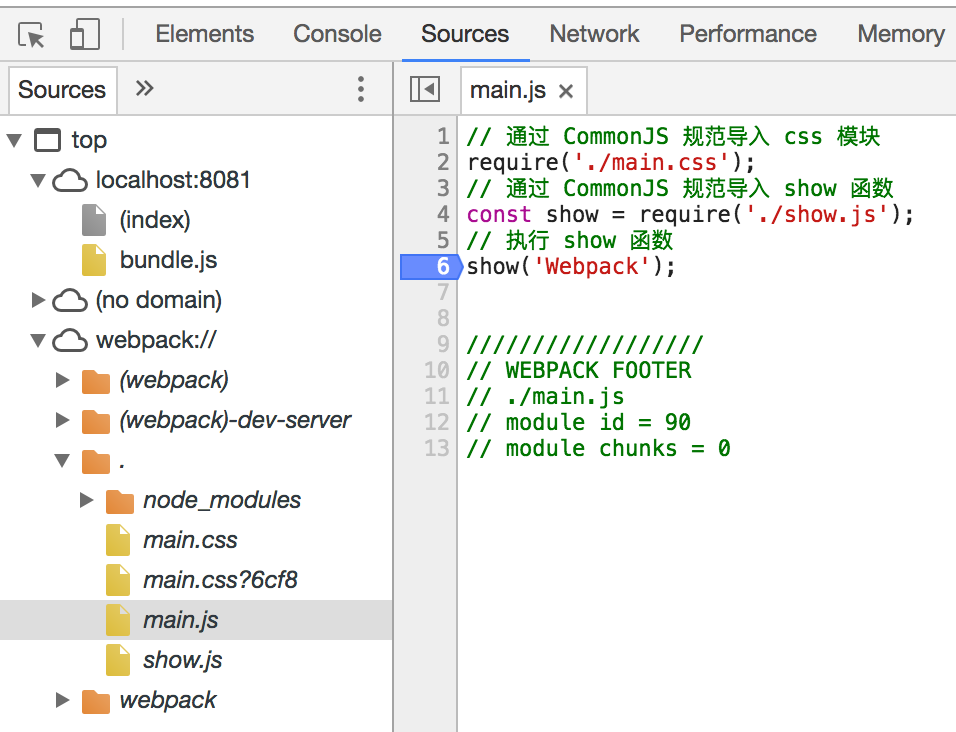 Elements Console Sources Network Performance Memory
Sources
main.js
top
localhost:8081
(index)
bundle.js
(no domain)
webpack://
(webpack)
(webpack)-dev-server
.
node_modules
main.css
main.css?6cf8
main.js
show.js
webpack
1 // 通过 CommonJS 规范导入 css 模块
2 require('./main.css');
3 // 通过 CommonJS 规范导入 show 函数
4 const show = require('./show.js');
5 // 执行 show 函数
6 show('Webpack');
7
8
9 //////////////////
10 // WEBPACK FOOTER
11 // ./main.js
12 // module id = 90
13 // module chunks = 0